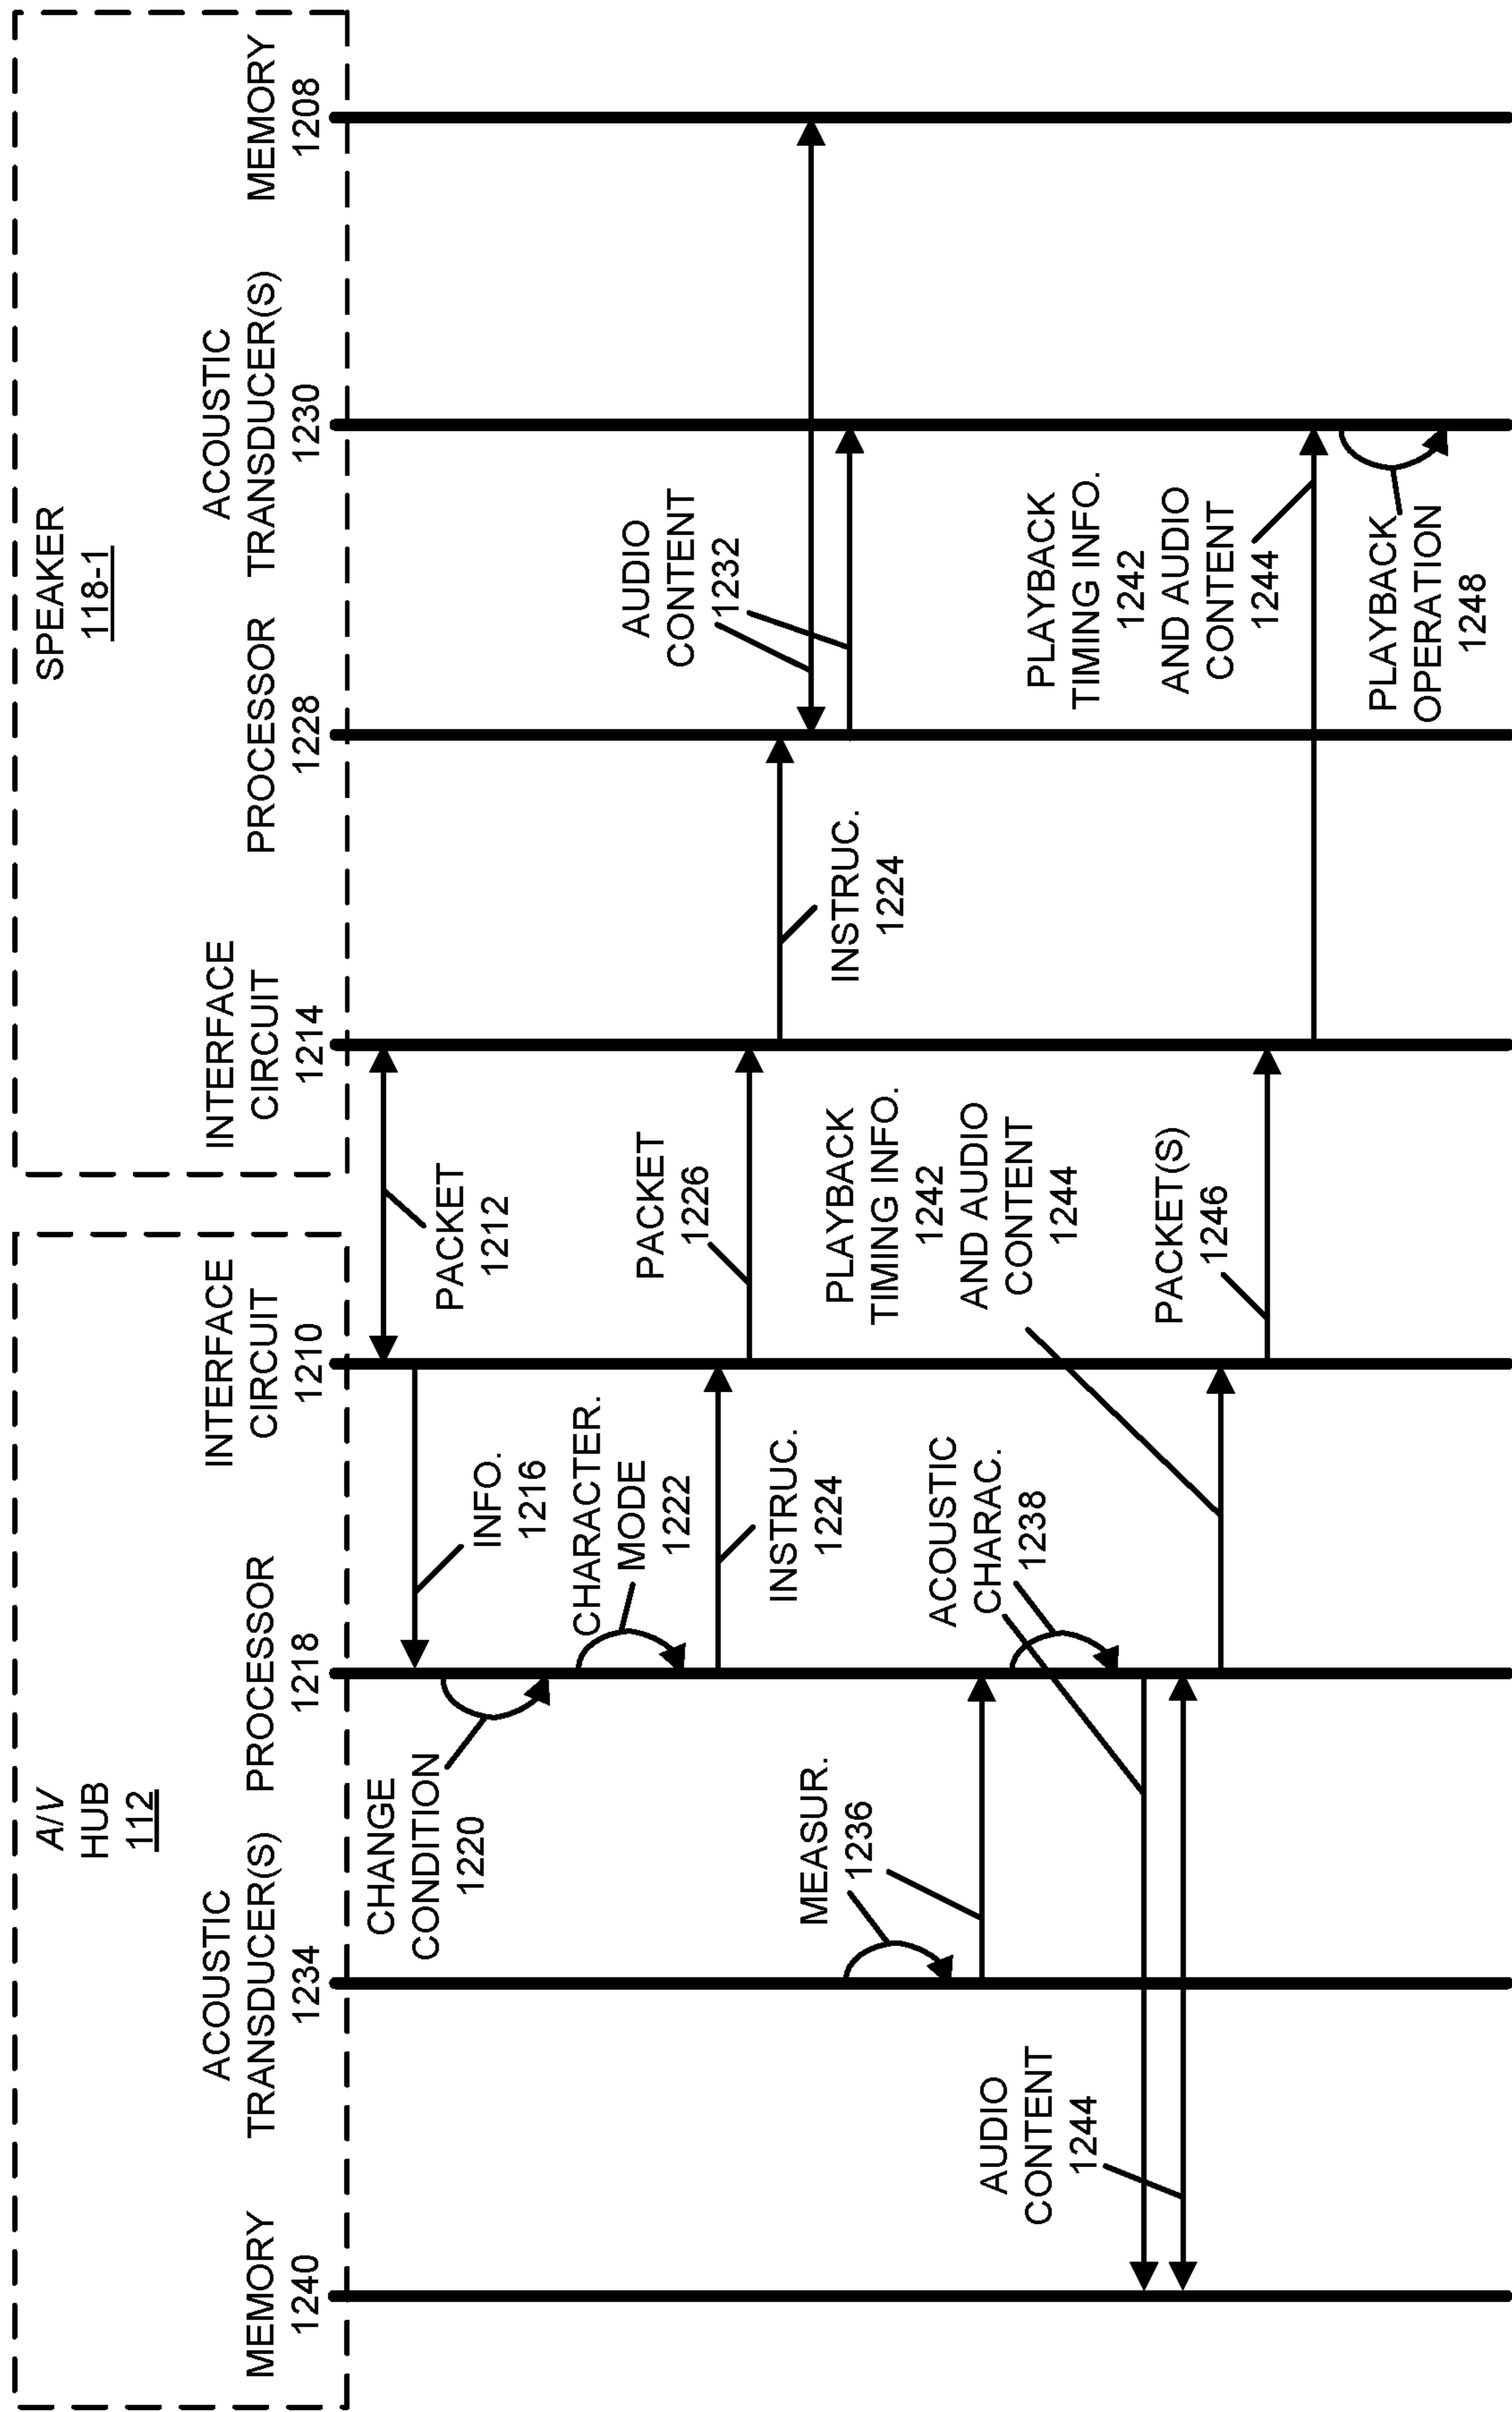 A/V
HUB
112
SPEAKER
118-1
MEMORY
1240
ACOUSTIC
TRANSDUCER(S)
1234
PROCESSOR
1218
INTERFACE
CIRCUIT
1210
INTERFACE
CIRCUIT
1214
PROCESSOR
1228
ACOUSTIC
TRANSDUCER(S)
1230
MEMORY
1208
PACKET
1212
INFO.
1216
CHANGE
CONDITION
1220
CHARACTER.
MODE
1222
INSTRUC.
1224
PACKET
1226
INSTRUC.
1224
AUDIO
CONTENT
1232
MEASUR.
1236
ACOUSTIC
CHARAC.
1238
AUDIO
CONTENT
1244
PLAYBACK
TIMING INFO.
1242
AND AUDIO
CONTENT
1244
PACKET(S)
1246
PLAYBACK
TIMING INFO.
1242
AND AUDIO
CONTENT
1244
PLAYBACK
OPERATION
1248